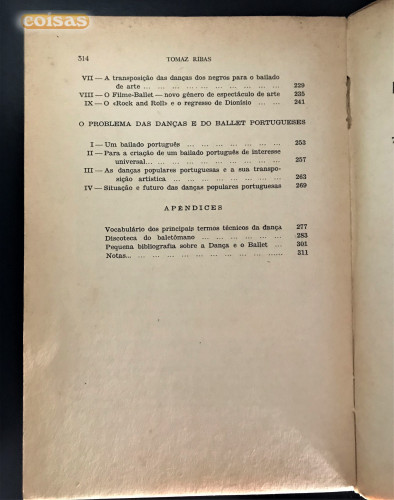 coisas
314 TOMAZ RIBAS
VII — A transposição das danças dos negros para o bailado
de arte ... ... ... ... ... ... ... ... ... ... 229
VIII — O Filme-Ballet — novo género de espectáculo de arte 235
IX — O «Rock and Roll» e o regresso de Dionísio ... ... 241
O PROBLEMA DAS DANÇAS E DO BALLET PORTUGUESES
I — Um bailado português ... ... ... ... ... ... 253
II — Para a criação de um bailado português de interesse
universal... ... ... ... ... ... ... ... ... 257
III — As danças populares portuguesas e a sua transpo-
sição artística ... ... ... ... ... ... ... ... 263
IV — Situação e futuro das danças populares portuguesas 269
APÊNDICES
Vocabulário dos principais termos técnicos da dança 277
Discoteca do baletómano ... ... ... ... ... ... 283
Pequena bibliografia sobre a Dança e o Ballet ... 301
Notas... ... ... ... ... ... ... ... ... ... ... 311